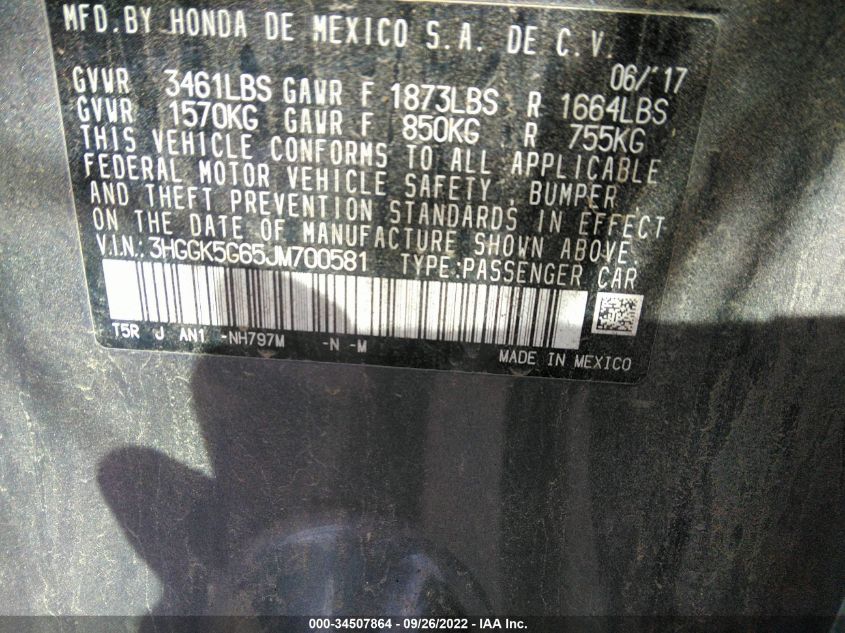 MFD.BY HONDA DE MEXICO S.A. DE C.V.
06/'17
GVWR 3461LBS GAWR F 1873LBS R 1664LBS
GVWR 1570KG GAWR F 850KG R 755KG
THIS VEHICLE CONFORMS TO ALL APPLICABLE
FEDERAL MOTOR VEHICLE SAFETY, BUMPER
AND THEFT PREVENTION STANDARDS IN EFFECT
ON THE DATE OF MANUFACTURE SHOWN ABOVE.
V.I.N.:3HGGK5G65JM700581 TYPE:PASSENGER CAR
T5R J AN1 -NH797M -N -M
MADE IN MEXICO
000-34507864 - 09/26/2022 - IAA Inc.